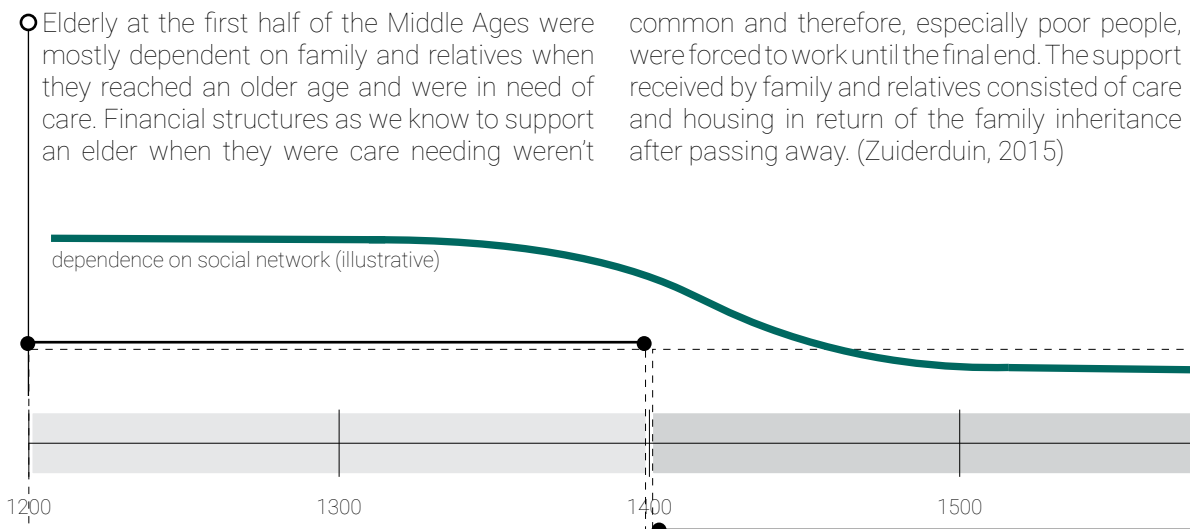 Elderly at the first half of the Middle Ages were
mostly dependent on family and relatives when
they reached an older age and were in need of
care. Financial structures as we know to support
an elder when they were care needing weren't
common and therefore, especially poor people,
were forced to work until the final end. The support
received by family and relatives consisted of care
and housing in return of the family inheritance
after passing away. (Zuiderduin, 2015)
dependence on social network (illustrative)
1200 1300 1400 1500